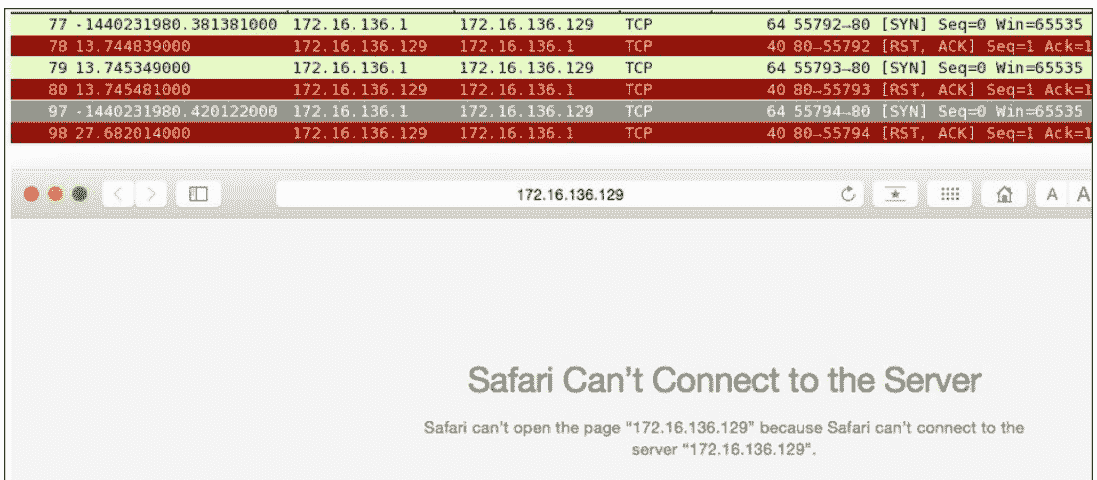 77 -1440231980.381381000 172.16.136.1 172.16.136.129 TCP 64 55792→80 [SYN] Seq=0 Win=65535
78 13.744839000 172.16.136.129 172.16.136.1 TCP 40 80→55792 [RST, ACK] Seq=1 Ack=1
79 13.745349000 172.16.136.1 172.16.136.129 TCP 64 55793→80 [SYN] Seq=0 Win=65535
80 13.745481000 172.16.136.129 172.16.136.1 TCP 40 80→55793 [RST, ACK] Seq=1 Ack=1
97 -1440231980.420122000 172.16.136.1 172.16.136.129 TCP 64 55794→80 [SYN] Seq=0 Win=65535
98 27.682014000 172.16.136.129 172.16.136.1 TCP 40 80→55794 [RST, ACK] Seq=1 Ack=1
172.16.136.129 A A
Safari Can't Connect to the Server
Safari can't open the page “172.16.136.129” because Safari can't connect to the
server “172.16.136.129”.